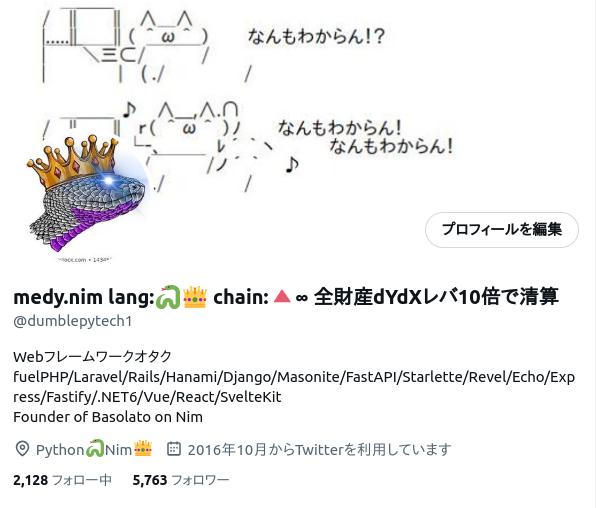 なんもわからん!?
なんもわからん!
なんもわからん!
プロフィールを編集
medy.nim lang:🐍👑 chain:🔺∞ 全財産dYdXレバ10倍で清算
@dumblepytech1
Webフレームワークオタク
fuelPHP/Laravel/Rails/Hanami/Django/Masonite/FastAPI/Starlette/Revel/Echo/Exp
ress/Fastify/.NET6/Vue/React/SvelteKit
Founder of Basolato on Nim
Python🐍Nim👑 2016年10月からTwitterを利用しています
2,128 フォロー中 5,763 フォロワー